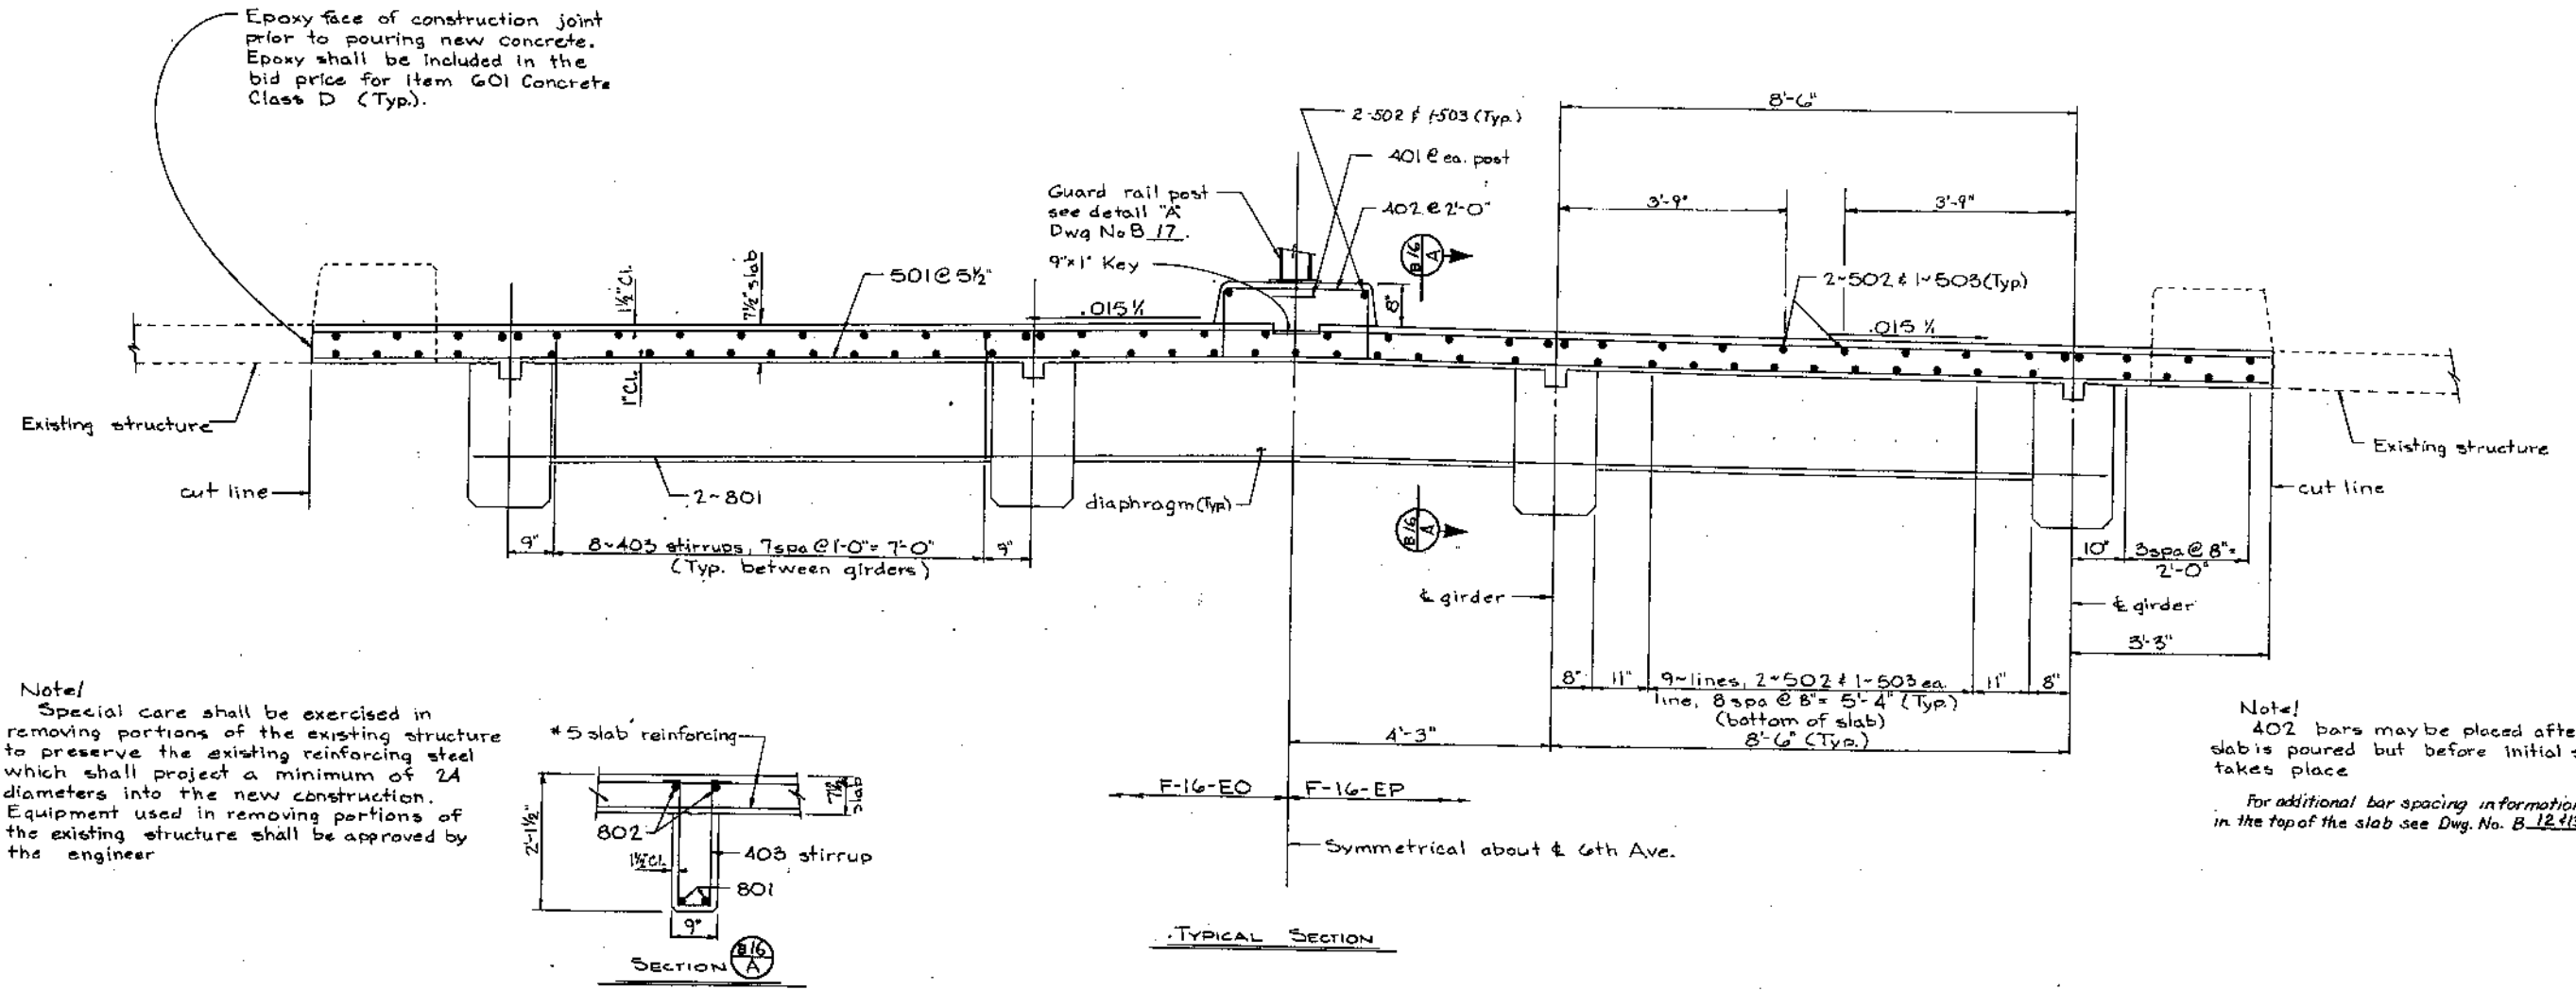 Epoxy face of construction joint
prior to pouring new concrete.
Epoxy shall be included in the
bid price for item 601 Concrete
Class D (Typ.).
8'-6"
2-502 & 1-503 (Typ.)
401 @ ea. post
Guard rail post
see detail "A"
Dwg No B 17.
402 @ 2'-0"
9"x1" Key
3'-9"
3'-9"
B 16
A
1½" Cl.
7½" slab
501 @ 5½"
.015 ⅟
8"
2~502 & 1~503 (Typ.)
.015 ⅟
1" Cl.
Existing structure
Existing structure
cut line
2~801
diaphragm (Typ.)
cut line
B 16
A
9"
8~403 stirrups, 7 spa @ 1'-0" = 7'-0"
(Typ. between girders)
9"
10"
3 spa @ 8" =
2'-0"
℄ girder
℄ girder
3'-3"
8"
11"
9~lines, 2~502 & 1~503 ea.
line, 8 spa @ 8" = 5'-4" (Typ.)
(bottom of slab)
11"
8"
4'-3"
8'-6" (Typ.)
F-16-EO
F-16-EP
Symmetrical about ℄ 6th Ave.
TYPICAL SECTION
Note!
Special care shall be exercised in
removing portions of the existing structure
to preserve the existing reinforcing steel
which shall project a minimum of 24
diameters into the new construction.
Equipment used in removing portions of
the existing structure shall be approved by
the engineer
#5 slab reinforcing
7½"
slab
2'-1½"
802
1½" Cl.
403 stirrup
801
9"
SECTION
B 16
A
Note!
402 bars may be placed afte
slab is poured but before initial s
takes place
For additional bar spacing information
in the top of the slab see Dwg. No. B 12 & 13